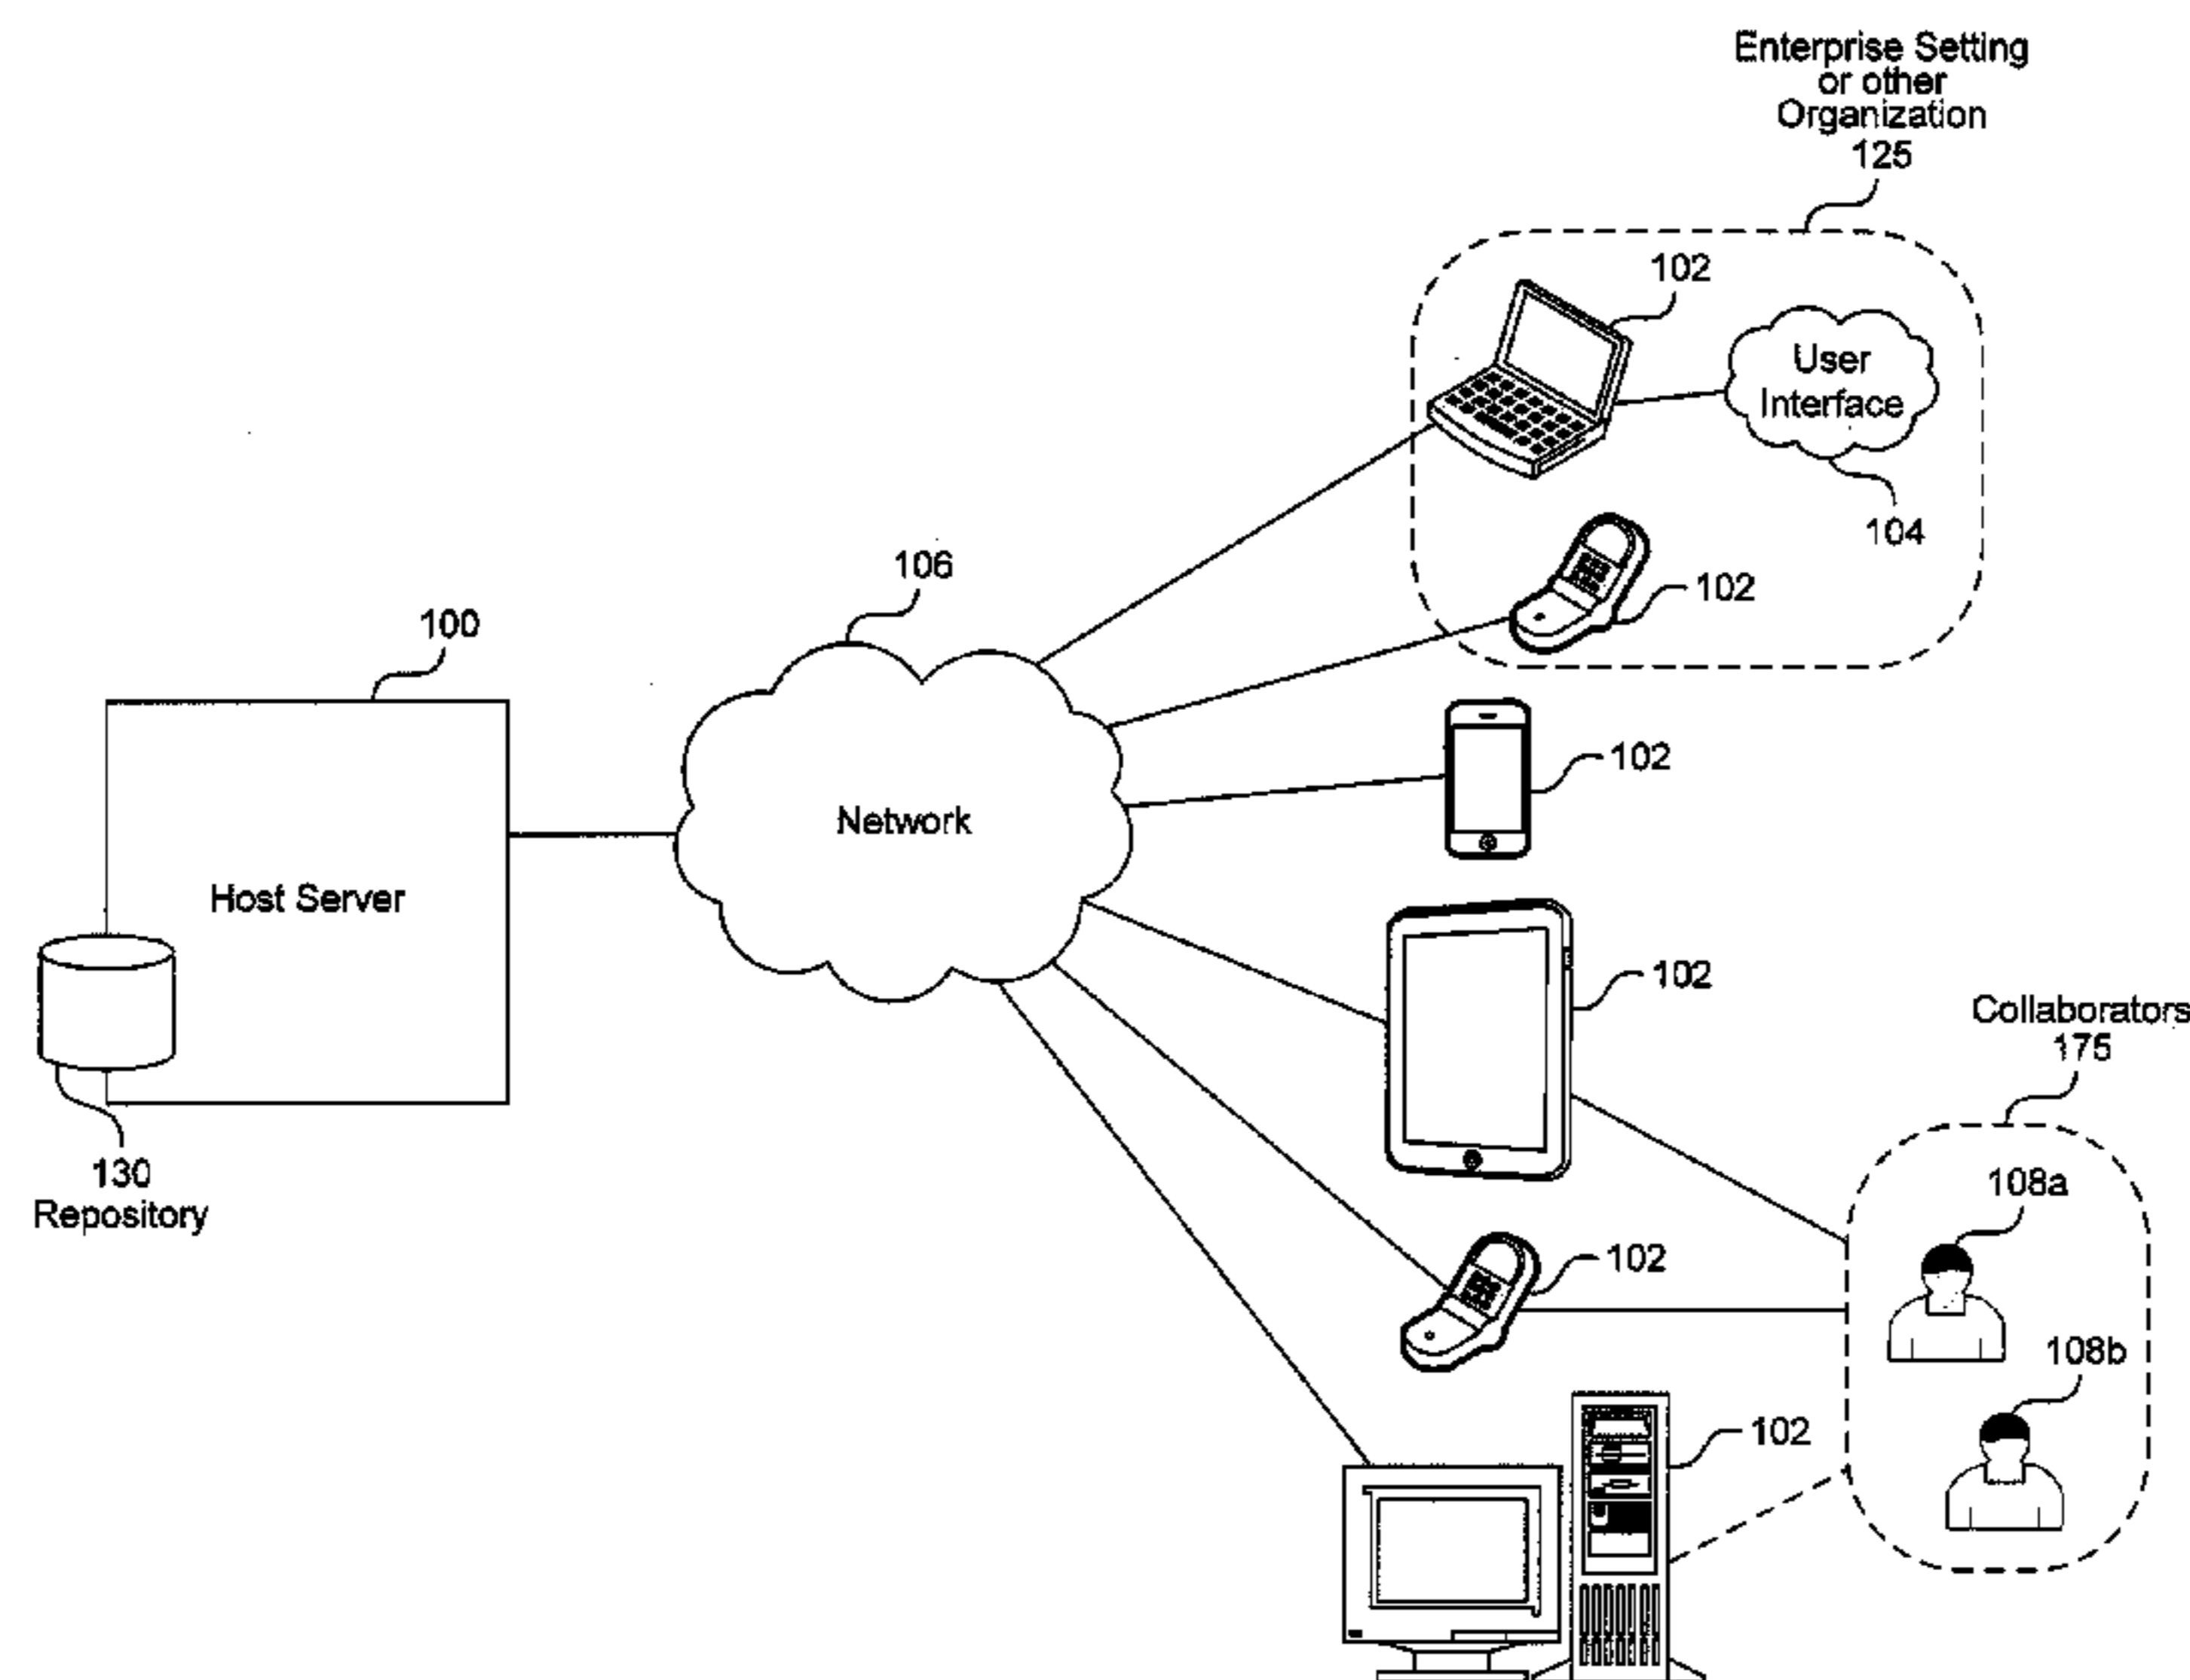 Enterprise Setting
or other
Organization
125
102
User
Interface
104
102
106
100
102
Network
Host Server
102
Collaborators
175
130
Repository
108a
102
108b
102